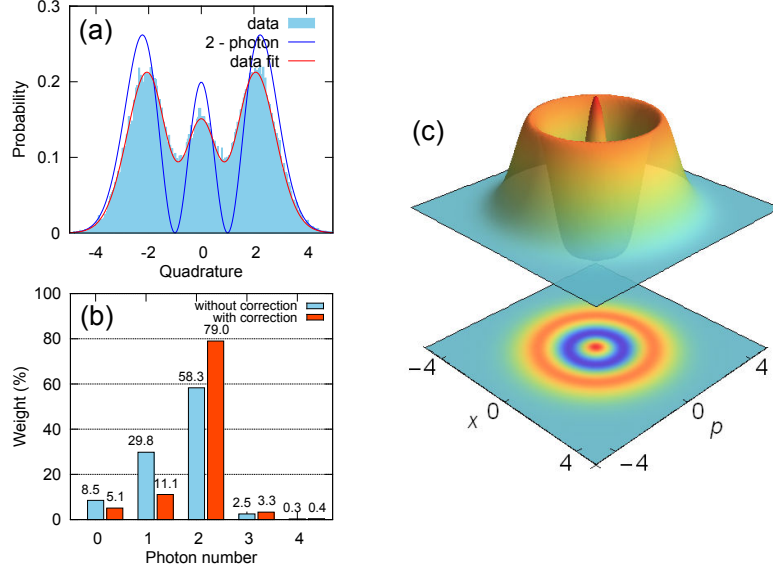 (a)
data
2 - photon
data fit
0.3
0.2
0.1
0
Probability
-4
-2
0
2
4
Quadrature
(b)
without correction
with correction
100
80
60
40
20
0
Weight (%)
8.5
5.1
29.8
11.1
58.3
79.0
2.5
3.3
0.3
0.4
0
1
2
3
4
Photon number
(c)
−4
0
4
x
−4
0
4
p